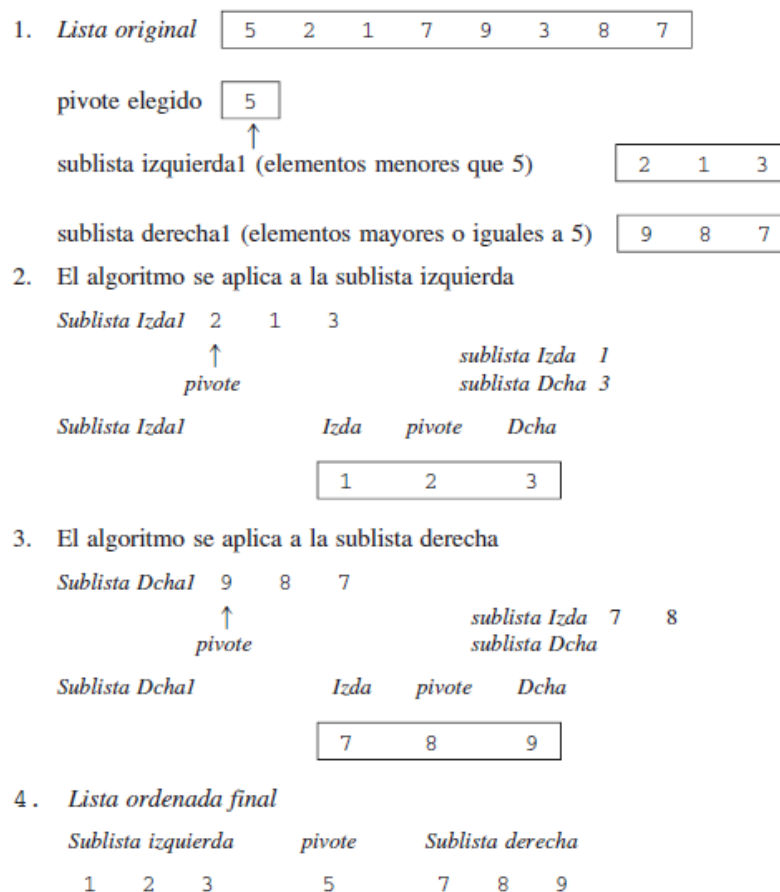 1. Lista original 5 2 1 7 9 3 8 7
pivote elegido 5
↑
sublista izquierda1 (elementos menores que 5) 2 1 3
sublista derecha1 (elementos mayores o iguales a 5) 9 8 7
2. El algoritmo se aplica a la sublista izquierda
Sublista Izda1 2 1 3
↑ sublista Izda 1
pivote sublista Dcha 3
Sublista Izda1 Izda pivote Dcha
1 2 3
3. El algoritmo se aplica a la sublista derecha
Sublista Dcha1 9 8 7
↑ sublista Izda 7 8
pivote sublista Dcha
Sublista Dcha1 Izda pivote Dcha
7 8 9
4. Lista ordenada final
Sublista izquierda pivote Sublista derecha
1 2 3 5 7 8 9